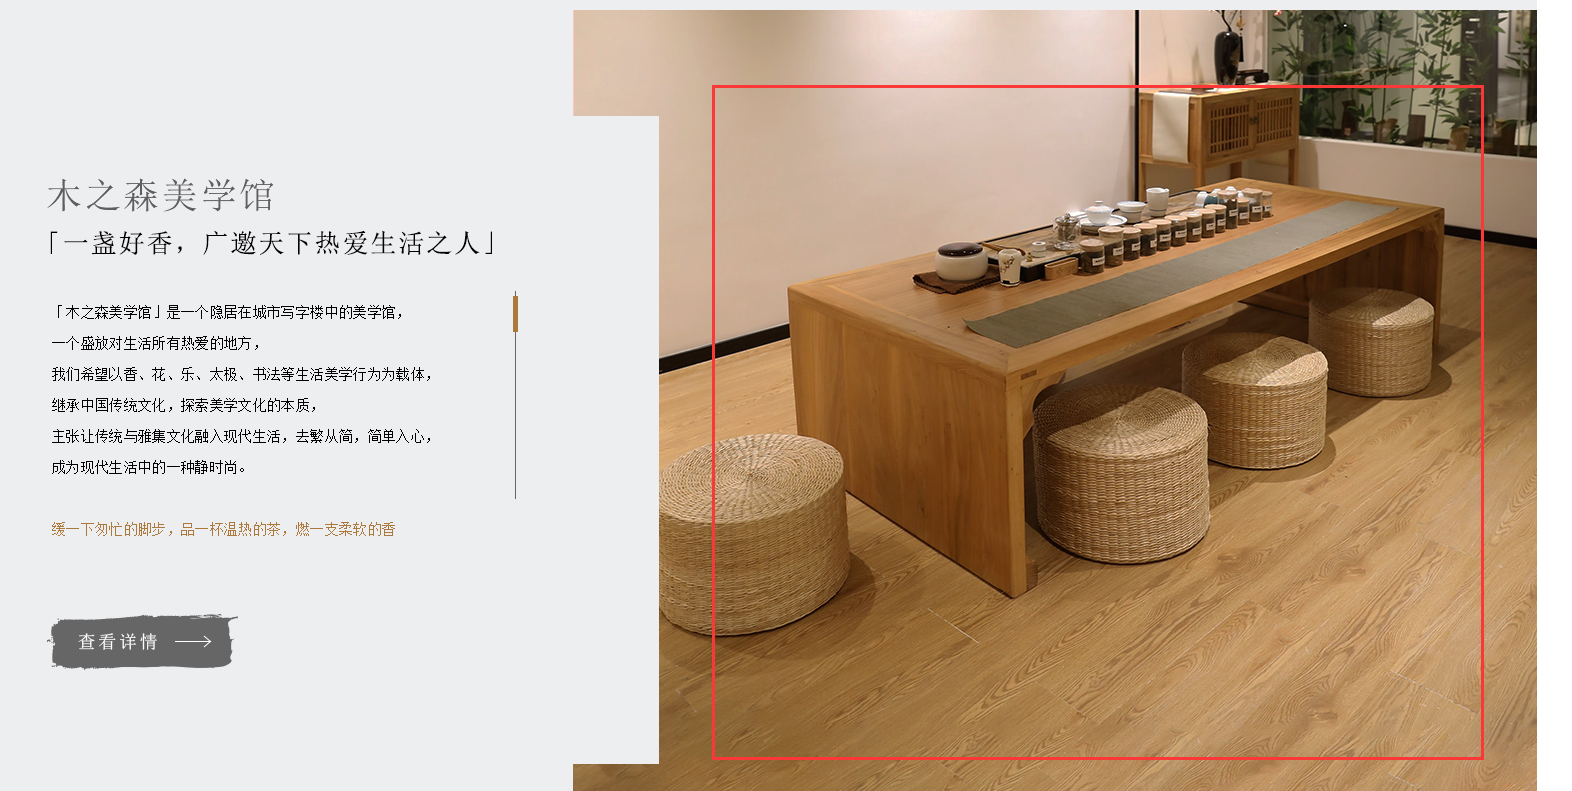 木之森美学馆
「一盏好香，广邀天下热爱生活之人」
「木之森美学馆」是一个隐居在城市写字楼中的美学馆，
一个盛放对生活所有热爱的地方，
我们希望以香、花、乐、太极、书法等生活美学行为为载体，
继承中国传统文化，探索美学文化的本质，
主张让传统与雅集文化融入现代生活，去繁从简，简单入心，
成为现代生活中的一种静时尚。
缓一下匆忙的脚步，品一杯温热的茶，燃一支柔软的香
查看详情